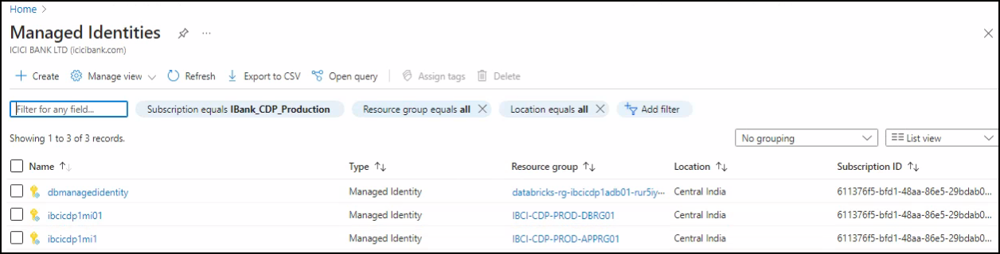 Home >
Managed Identities ...
ICICI BANK LTD (icicibank.com)
+ Create Manage view Refresh Export to CSV Open query Assign tags Delete
Filter for any field... Subscription equals IBank_CDP_Production Resource group equals all Location equals all Add filter
Showing 1 to 3 of 3 records. No grouping List view
Name Type Resource group Location Subscription ID
dbmanagedidentity Managed Identity databricks-rg-ibcicdp1adb01-rur5iy... Central India 611376f5-bfd1-48aa-86e5-29bdab0...
ibcicdp1mi01 Managed Identity IBCI-CDP-PROD-DBRG01 Central India 611376f5-bfd1-48aa-86e5-29bdab0...
ibcicdp1mi1 Managed Identity IBCI-CDP-PROD-APPRG01 Central India 611376f5-bfd1-48aa-86e5-29bdab0...